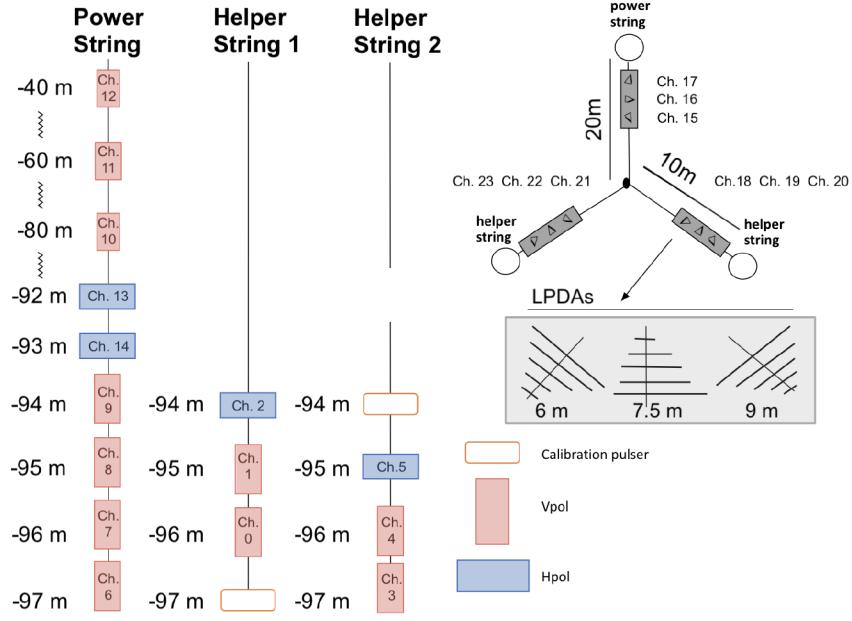 Power
String
Helper
String 1
Helper
String 2
-40 m
Ch.
12
-60 m
Ch.
11
-80 m
Ch.
10
-92 m
Ch. 13
-93 m
Ch. 14
-94 m
Ch.
9
-94 m
Ch. 2
-94 m
-95 m
Ch.
8
-95 m
Ch.
1
-95 m
Ch.5
-96 m
Ch.
7
-96 m
Ch.
0
-96 m
Ch.
4
-97 m
Ch.
6
-97 m
-97 m
Ch.
3
power
string
20m
Ch. 17
Ch. 16
Ch. 15
10m
Ch. 23 Ch. 22 Ch. 21
Ch.18 Ch. 19 Ch. 20
helper
string
helper
string
LPDAs
6 m
7.5 m
9 m
Calibration pulser
Vpol
Hpol